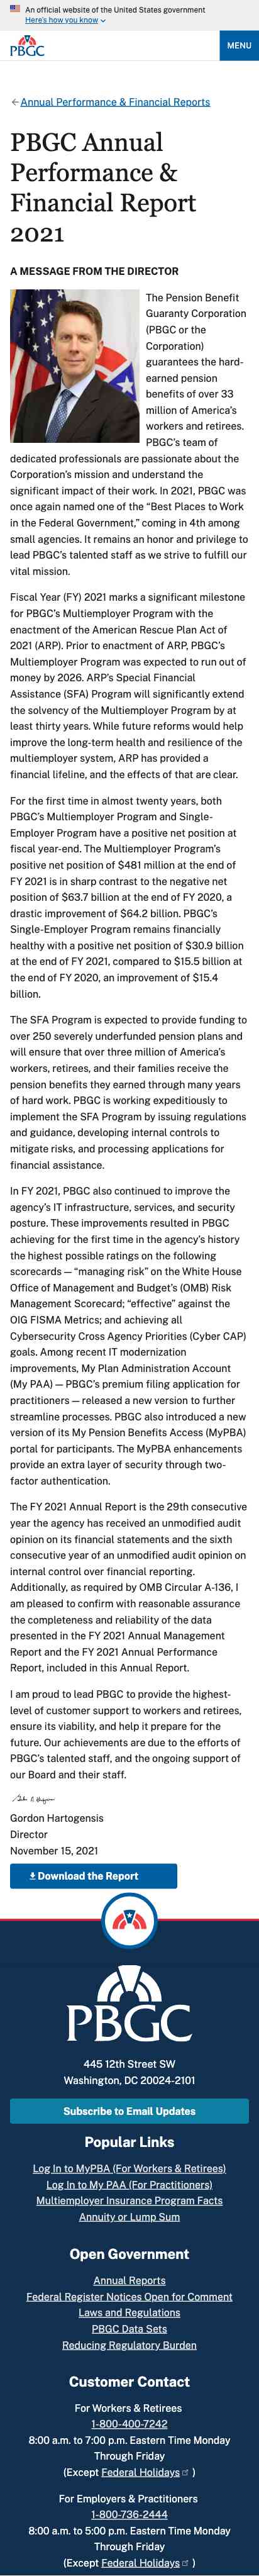 An official website of the United States government
Here's how you know
PBGC
MENU
Annual Performance & Financial Reports
PBGC Annual
Performance &
Financial Report
2021
A MESSAGE FROM THE DIRECTOR
The Pension Benefit
Guaranty Corporation
(PBGC or the
Corporation)
guarantees the hard-
earned pension
benefits of over 33
million of America's
workers and retirees.
PBGC's team of
dedicated professionals are passionate about the
Corporation's mission and understand the
significant impact of their work. In 2021, PBGC was
once again named one of the "Best Places to Work
in the Federal Government," coming in 4th among
small agencies. It remains an honor and privilege to
lead PBGC's talented staff as we strive to fulfill our
vital mission.
Fiscal Year (FY) 2021 marks a significant milestone
for PBGC's Multiemployer Program with the
enactment of the American Rescue Plan Act of
2021 (ARP). Prior to enactment of ARP, PBGC's
Multiemployer Program was expected to run out of
money by 2026. ARP's Special Financial
Assistance (SFA) Program will significantly extend
the solvency of the Multiemployer Program by at
least thirty years. While future reforms would help
improve the long-term health and resilience of the
multiemployer system, ARP has provided a
financial lifeline, and the effects of that are clear.
For the first time in almost twenty years, both
PBGC's Multiemployer Program and Single-
Employer Program have a positive net position at
fiscal year-end. The Multiemployer Program's
positive net position of $481 million at the end of
FY 2021 is in sharp contrast to the negative net
position of $63.7 billion at the end of FY 2020, a
drastic improvement of $64.2 billion. PBGC's
Single-Employer Program remains financially
healthy with a positive net position of $30.9 billion
at the end of FY 2021, compared to $15.5 billion at
the end of FY 2020, an improvement of $15.4
billion.
The SFA Program is expected to provide funding to
over 250 severely underfunded pension plans and
will ensure that over three million of America's
workers, retirees, and their families receive the
pension benefits they earned through many years
of hard work. PBGC is working expeditiously to
implement the SFA Program by issuing regulations
and guidance, developing internal controls to
mitigate risks, and processing applications for
financial assistance.
In FY 2021, PBGC also continued to improve the
agency's IT infrastructure, services, and security
posture. These improvements resulted in PBGC
achieving for the first time in the agency's history
the highest possible ratings on the following
scorecards — "managing risk" on the White House
Office of Management and Budget's (OMB) Risk
Management Scorecard; "effective" against the
OIG FISMA Metrics; and achieving all
Cybersecurity Cross Agency Priorities (Cyber CAP)
goals. Among recent IT modernization
improvements, My Plan Administration Account
(My PAA) — PBGC's premium filing application for
practitioners — released a new version to further
streamline processes. PBGC also introduced a new
version of its My Pension Benefits Access (MyPBA)
portal for participants. The MyPBA enhancements
provide an extra layer of security through two-
factor authentication.
The FY 2021 Annual Report is the 29th consecutive
year the agency has received an unmodified audit
opinion on its financial statements and the sixth
consecutive year of an unmodified audit opinion on
internal control over financial reporting.
Additionally, as required by OMB Circular A-136, I
am pleased to confirm with reasonable assurance
the completeness and reliability of the data
presented in the FY 2021 Annual Management
Report and the FY 2021 Annual Performance
Report, included in this Annual Report.
I am proud to lead PBGC to provide the highest-
level of customer support to workers and retirees,
ensure its viability, and help it prepare for the
future. Our achievements are due to the efforts of
PBGC's talented staff, and the ongoing support of
our Board and their staff.
Gordon Hartogensis
Director
November 15, 2021
Download the Report
PBGC
445 12th Street SW
Washington, DC 20024-2101
Subscribe to Email Updates
Popular Links
Log In to MyPBA (For Workers & Retirees)
Log In to My PAA (For Practitioners)
Multiemployer Insurance Program Facts
Annuity or Lump Sum
Open Government
Annual Reports
Federal Register Notices Open for Comment
Laws and Regulations
PBGC Data Sets
Reducing Regulatory Burden
Customer Contact
For Workers & Retirees
1-800-400-7242
8:00 a.m. to 7:00 p.m. Eastern Time Monday
Through Friday
(Except Federal Holidays )
For Employers & Practitioners
1-800-736-2444
8:00 a.m. to 5:00 p.m. Eastern Time Monday
Through Friday
(Except Federal Holidays )